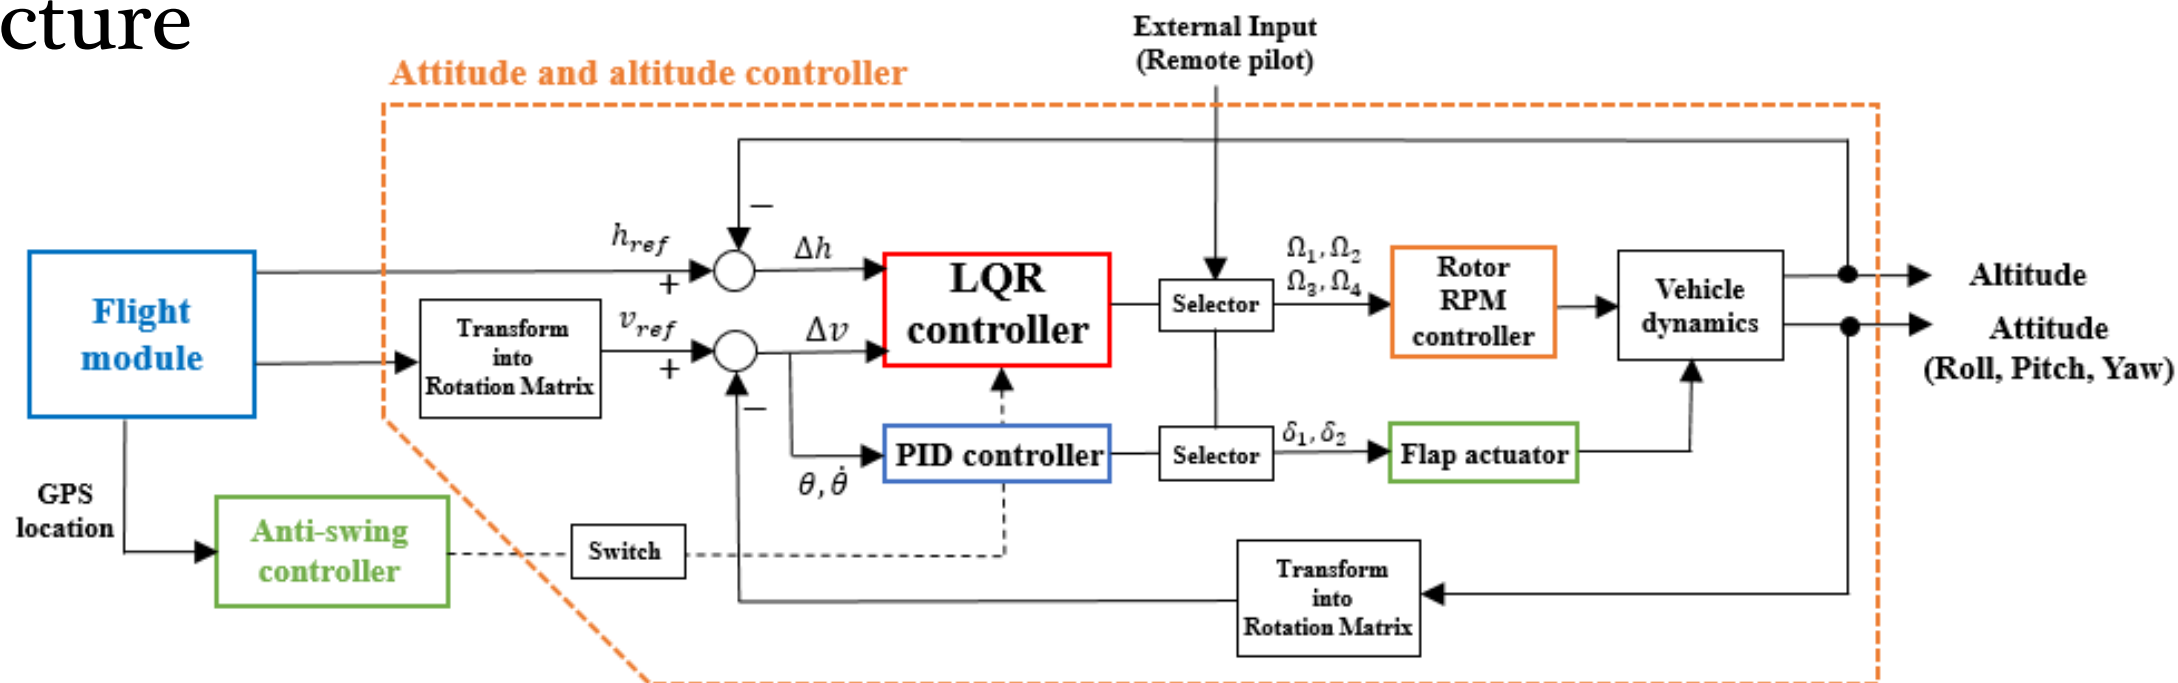 cture
External Input
(Remote pilot)
Attitude and altitude controller
−
h_ref
+
Δh
Ω₁, Ω₂
Ω₃, Ω₄
LQR
controller
Selector
Rotor
RPM
controller
Vehicle
dynamics
Altitude
Attitude
(Roll, Pitch, Yaw)
Flight
module
Transform
into
Rotation Matrix
v_ref
+
Δv
−
θ, θ̇
PID controller
Selector
δ₁, δ₂
Flap actuator
GPS
location
Anti-swing
controller
Switch
Transform
into
Rotation Matrix